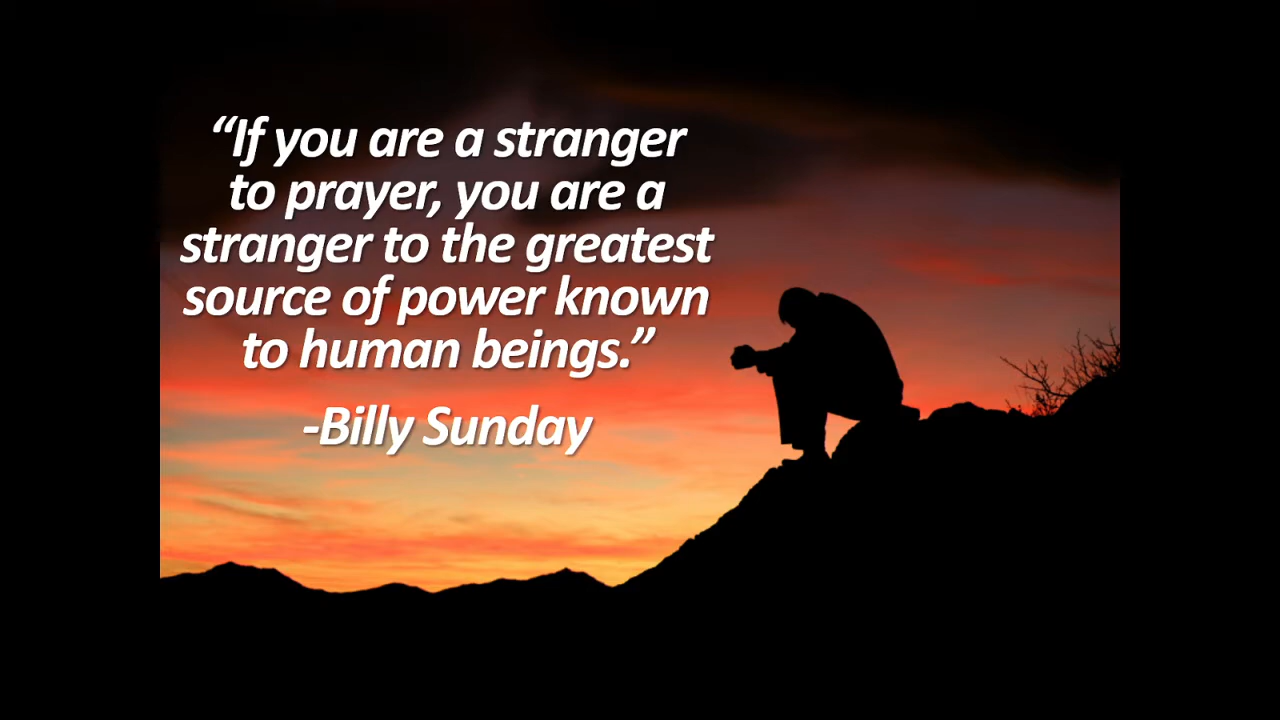 “If you are a stranger
to prayer, you are a
stranger to the greatest
source of power known
to human beings.”
-Billy Sunday